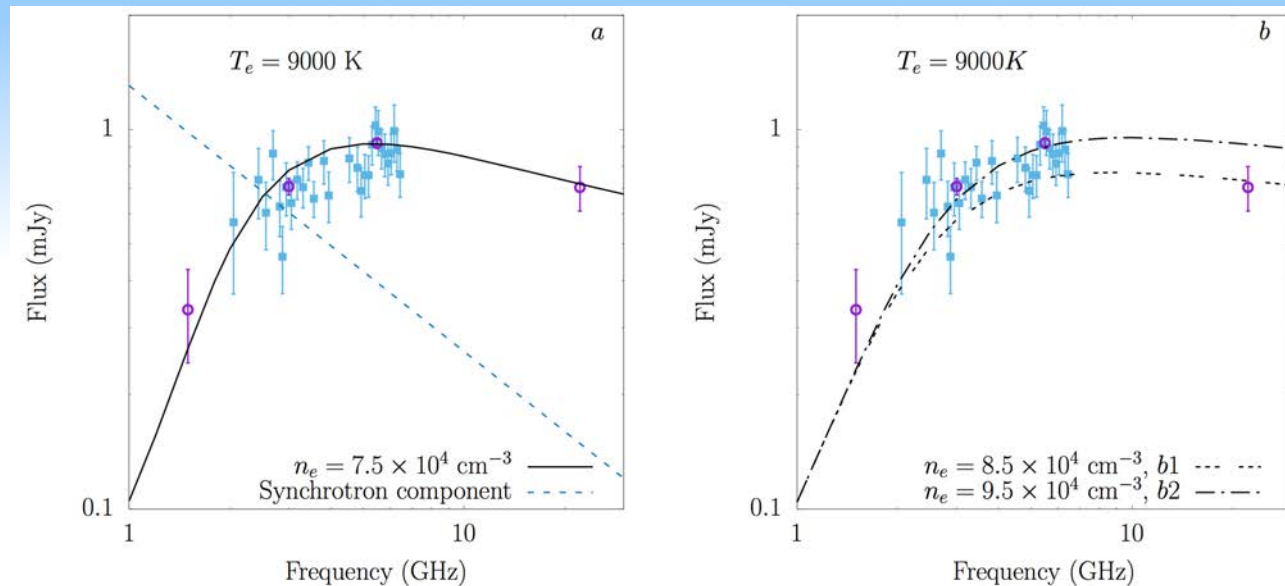 a
T_e = 9000 K
Flux (mJy)
1
0.1
n_e = 7.5 × 10^4 cm^−3
Synchrotron component
1
10
Frequency (GHz)
b
T_e = 9000K
Flux (mJy)
1
0.1
n_e = 8.5 × 10^4 cm^−3, b1
n_e = 9.5 × 10^4 cm^−3, b2
1
10
Frequency (GHz)